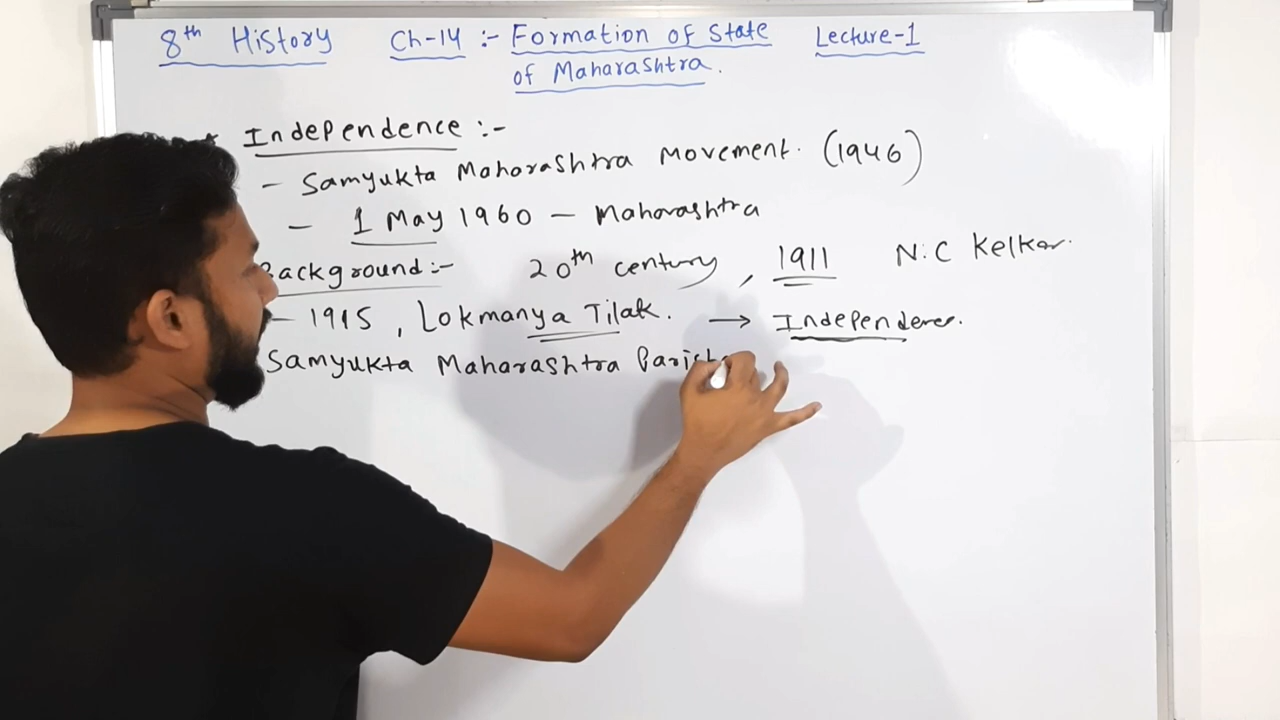 8th History Ch-14 :- Formation of State Lecture-1
of Maharashtra.
* Independence :-
- Samyukta Maharashtra Movement. (1946)
- 1 May 1960 - Maharashtra
Background :- 20th century, 1911 N.C Kelkar.
- 1915, Lokmanya Tilak. → Independence.
Samyukta Maharashtra